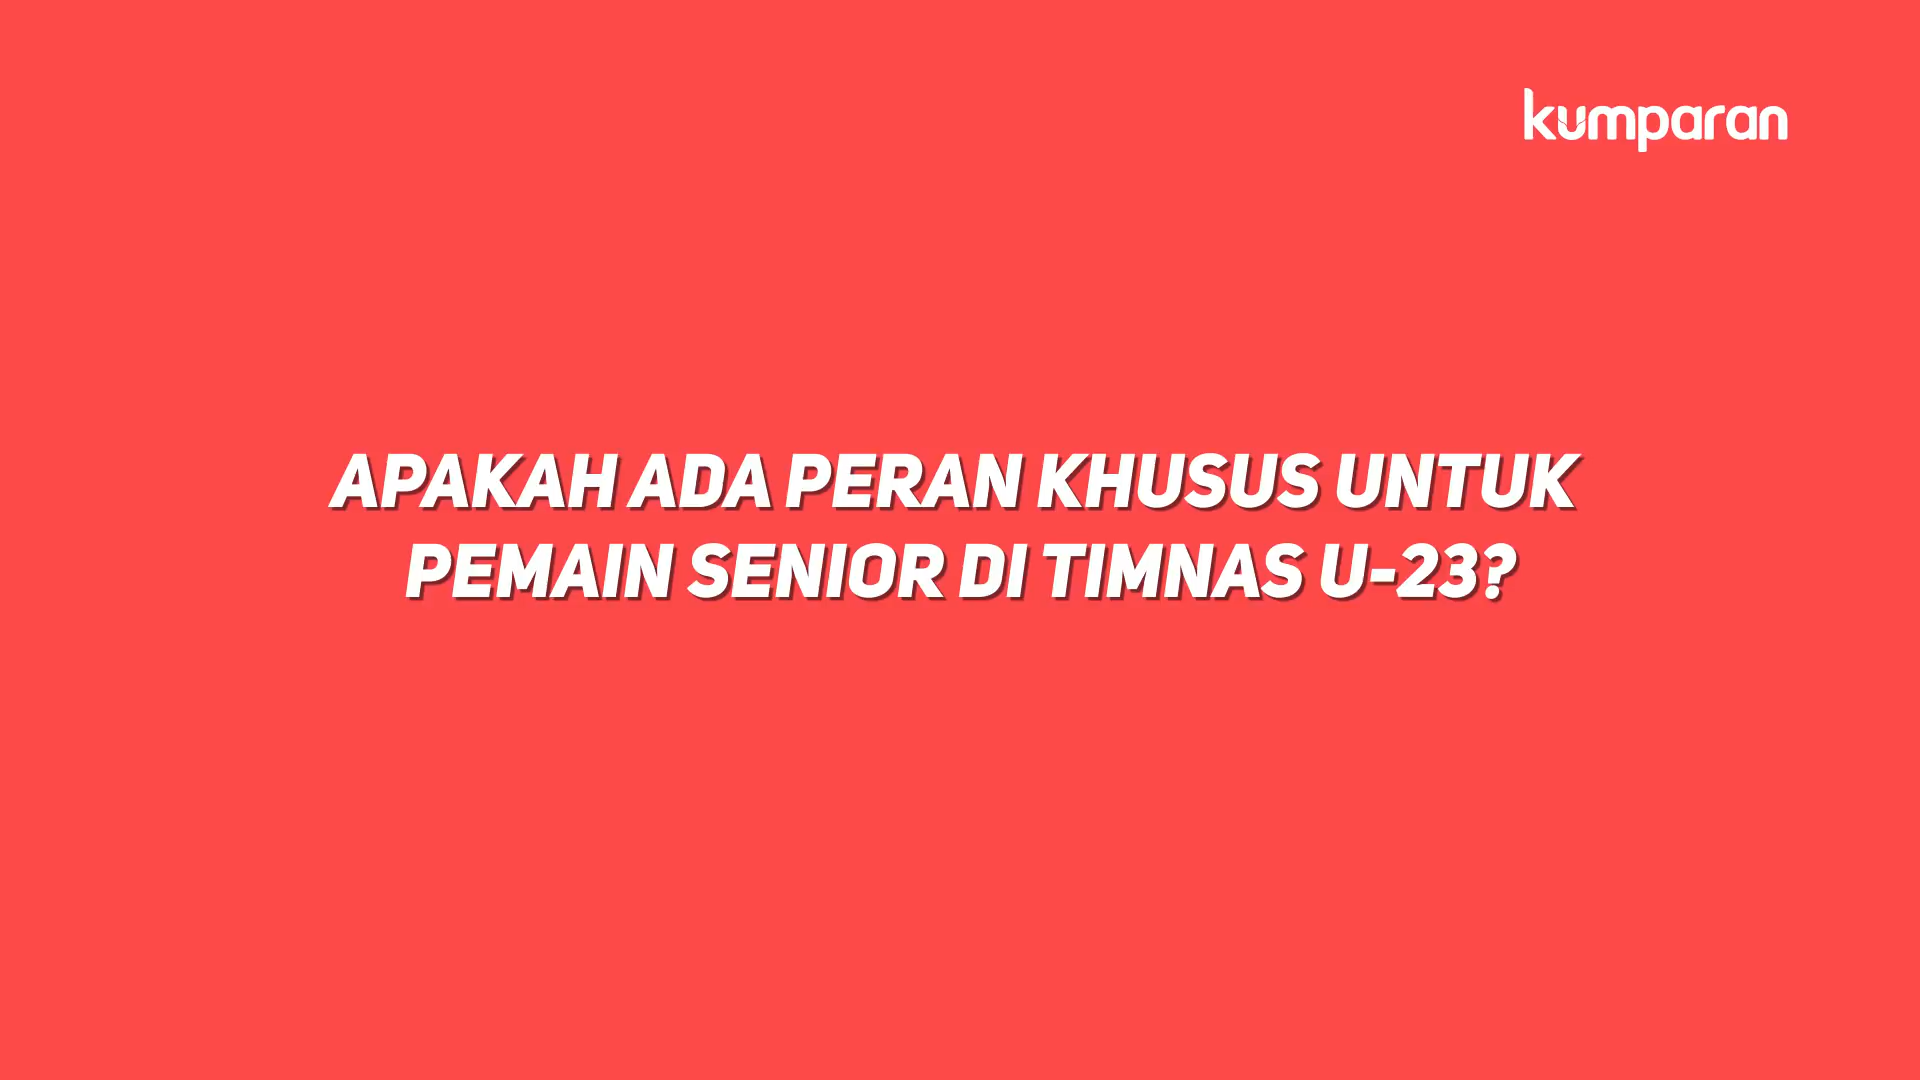 kumparan
APAKAH ADA PERAN KHUSUS UNTUK
PEMAIN SENIOR DI TIMNAS U-23?